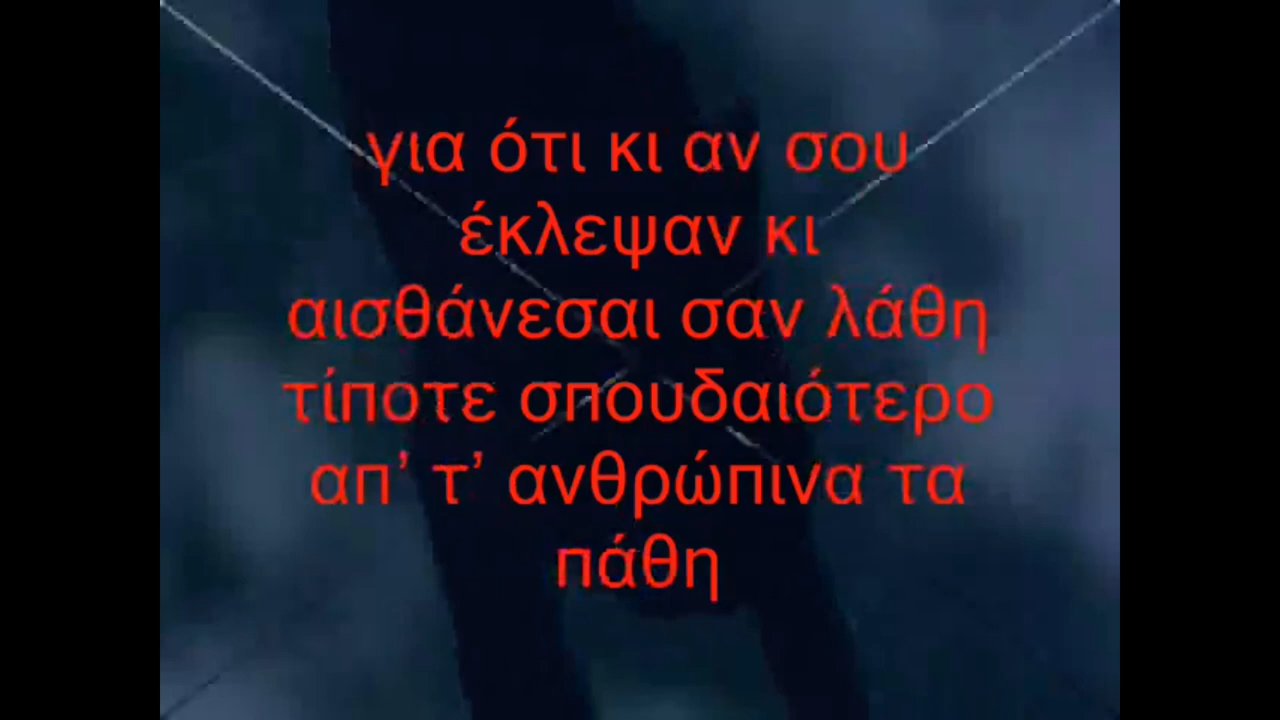 για ότι κι αν σου
έκλεψαν κι
αισθάνεσαι σαν λάθη
τίποτε σπουδαιότερο
απ’ τ’ ανθρώπινα τα
πάθη